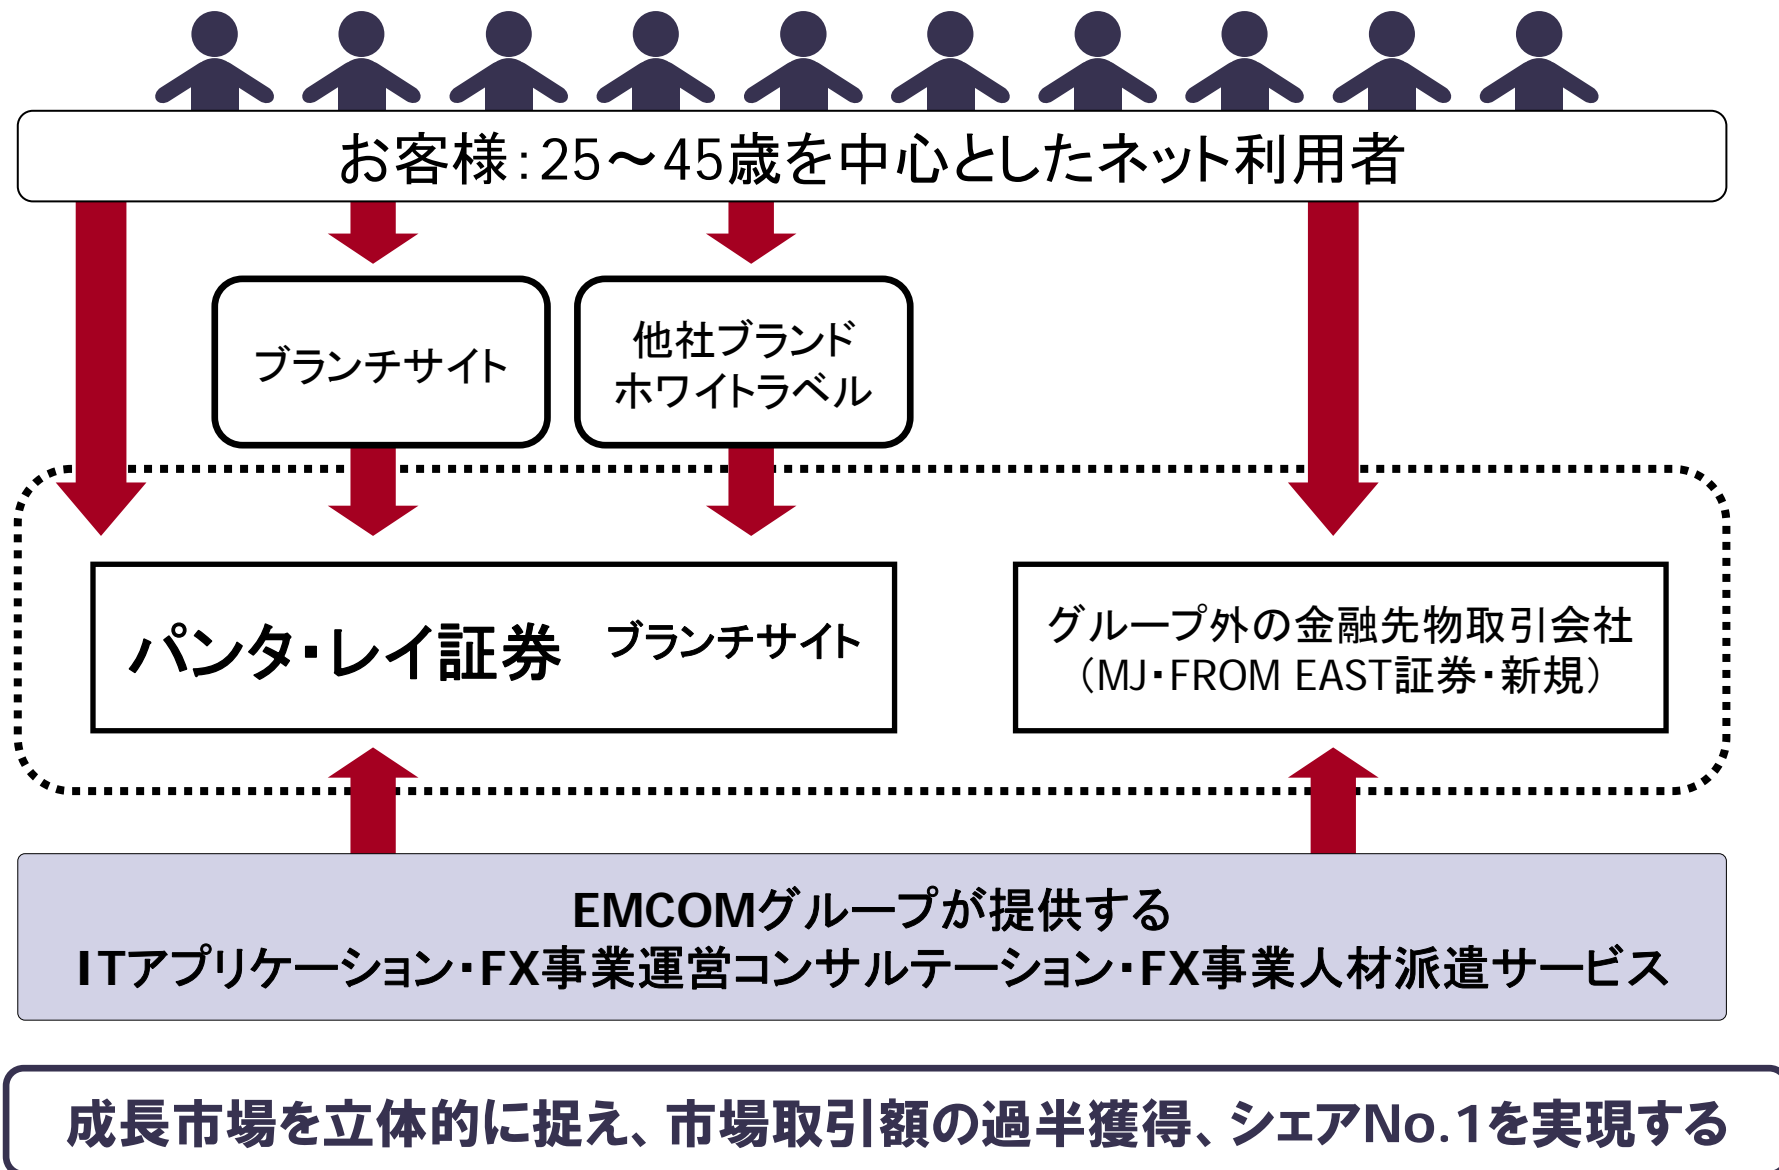 お客様：25～45歳を中心としたネット利用者
ブランチサイト
他社ブランド
ホワイトラベル
パンタ・レイ証券 ブランチサイト
グループ外の金融先物取引会社
（MJ・FROM EAST証券・新規）
EMCOMグループが提供する
ITアプリケーション・FX事業運営コンサルテーション・FX事業人材派遣サービス
成長市場を立体的に捉え、市場取引額の過半獲得、シェアNo.1を実現する